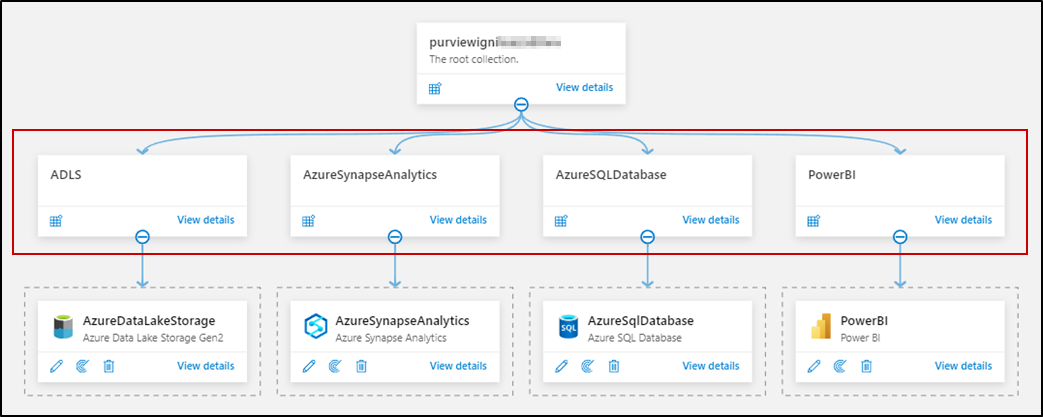 purviewigni
The root collection.
View details
ADLS
View details
AzureSynapseAnalytics
View details
AzureSQLDatabase
View details
PowerBI
View details
AzureDataLakeStorage
Azure Data Lake Storage Gen2
View details
AzureSynapseAnalytics
Azure Synapse Analytics
View details
SQL
AzureSqlDatabase
Azure SQL Database
View details
PowerBI
Power BI
View details